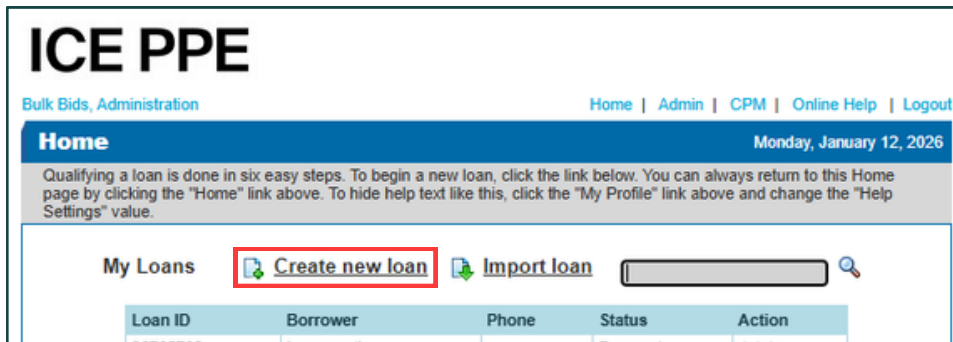 ICE PPE
Bulk Bids, Administration
Home | Admin | CPM | Online Help | Logout
Home
Monday, January 12, 2026
Qualifying a loan is done in six easy steps. To begin a new loan, click the link below. You can always return to this Home
page by clicking the "Home" link above. To hide help text like this, click the "My Profile" link above and change the "Help
Settings" value.
My Loans Create new loan Import loan
Loan ID Borrower Phone Status Action